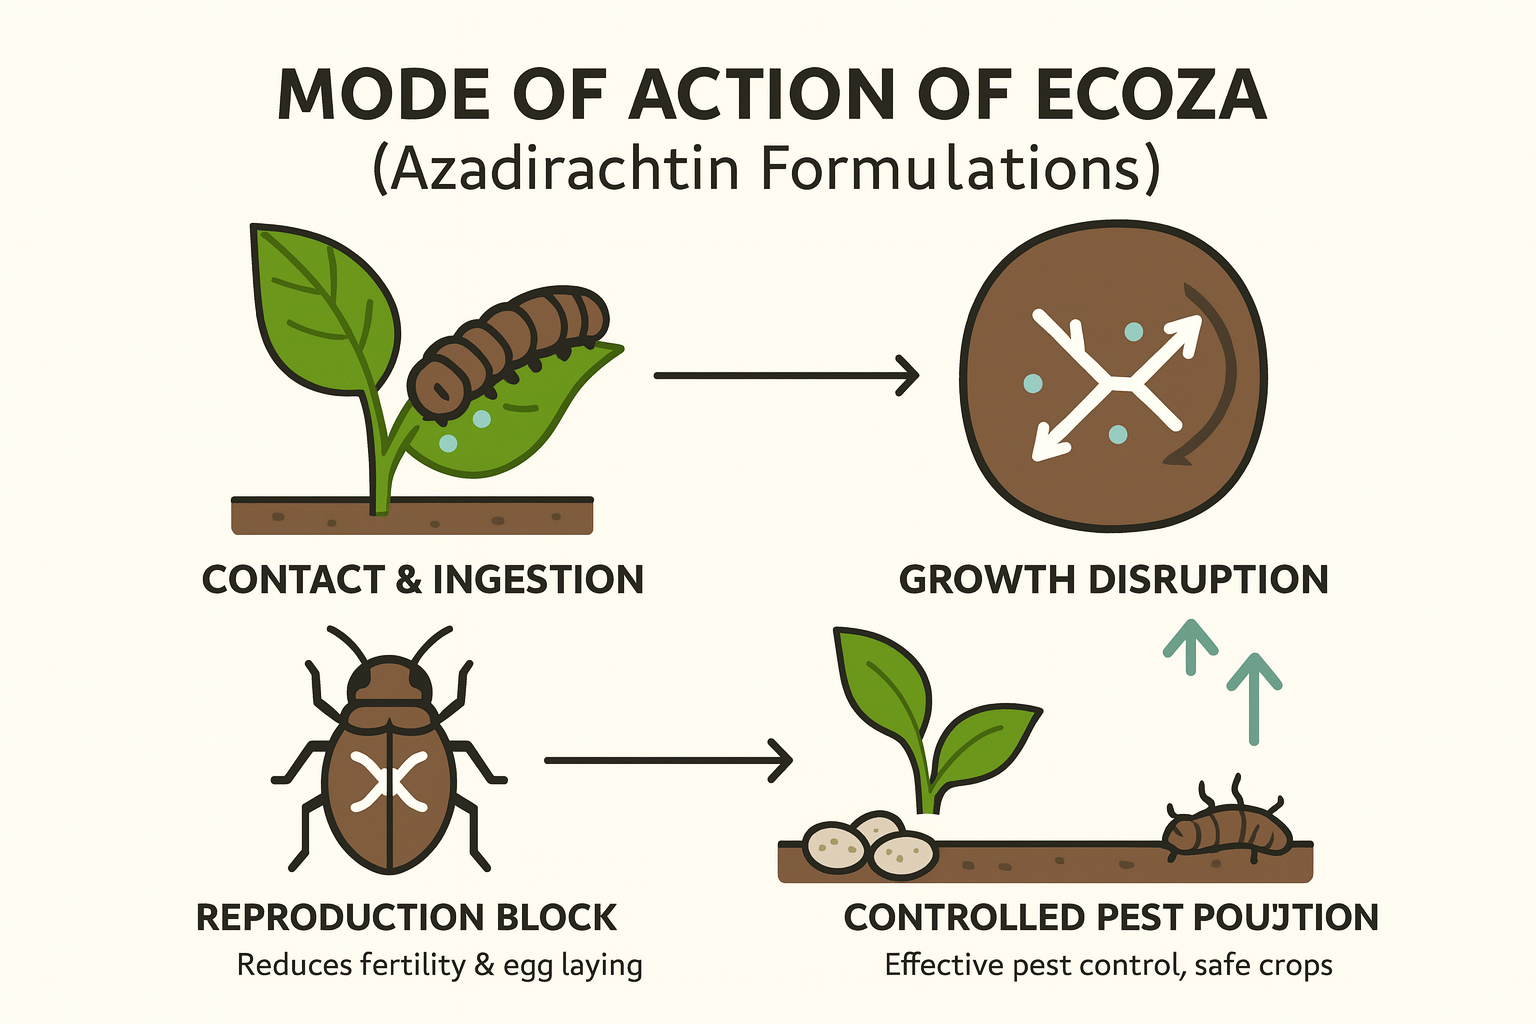 MODE OF ACTION OF ECOZA
(Azadirachtin Formulations)
CONTACT & INGESTION
GROWTH DISRUPTION
REPRODUCTION BLOCK
Reduces fertility & egg laying
CONTROLLED PEST
Effective pest control, safe crops